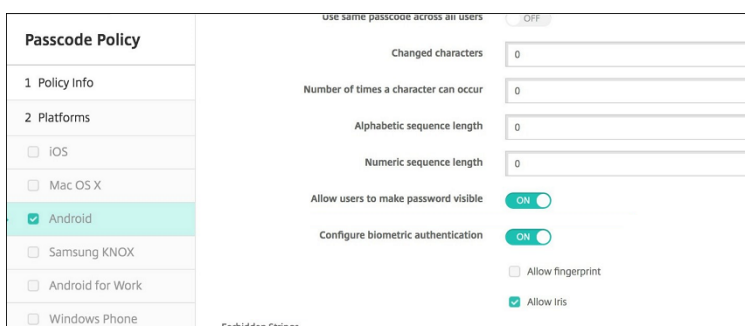 Passcode Policy
1 Policy Info
2 Platforms
iOS
Mac OS X
Android
Samsung KNOX
Android for Work
Windows Phone
Use same passcode across all users OFF
Changed characters 0
Number of times a character can occur 0
Alphabetic sequence length 0
Numeric sequence length 0
Allow users to make password visible ON
Configure biometric authentication ON
Allow fingerprint
Allow Iris
Forbidden Strings